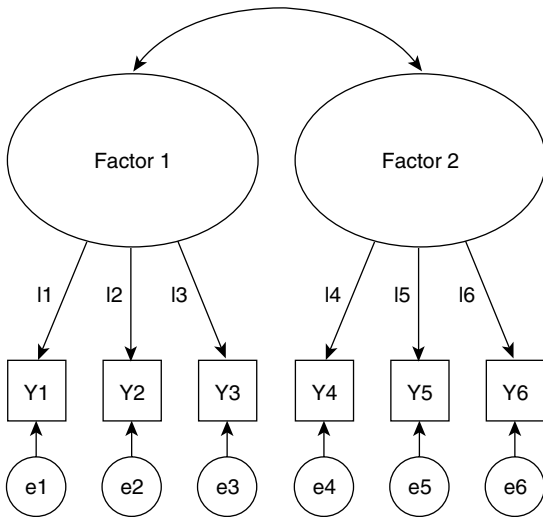 Factor 1 Factor 2
l1 l2 l3 l4 l5 l6
Y1 Y2 Y3 Y4 Y5 Y6
e1 e2 e3 e4 e5 e6